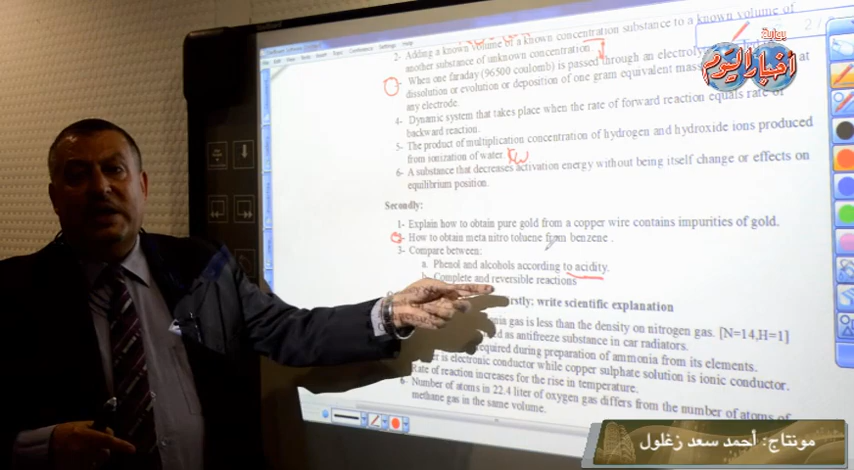 2- Adding a known volume of a known concentration substance to a known volume of
another substance of unknown concentration
بوابة
أخبار اليوم
When one faraday (96500 coulomb) is passed through an
dissolution or evolution or deposition of one gram equivalent mass at
any electrode.
4- Dynamic system that takes place when the rate of forward reaction equals rate of
backward reaction.
5- The product of multiplication concentration of hydrogen and hydroxide ions produced
from ionization of water Kw
6- A substance that decreases activation energy without being itself change or effects on
equilibrium position.
Secondly:
1- Explain how to obtain pure gold from a copper wire contains impurities of gold.
How to obtain meta nitro toluene from benzene .
3- Compare between:
a. Phenol and alcohols according to acidity.
b. Complete and reversible reactions
write scientific explanation
gas is less than the density on nitrogen gas. [N=14,H=1]
as antifreeze substance in car radiators.
required during preparation of ammonia from its elements.
is electronic conductor while copper sulphate solution is ionic conductor.
Rate of reaction increases for the rise in temperature.
6- Number of atoms in 22.4 liter of oxygen gas differs from the number of atoms of
methane gas in the same volume.
مونتاج: أحمد سعد زغلول